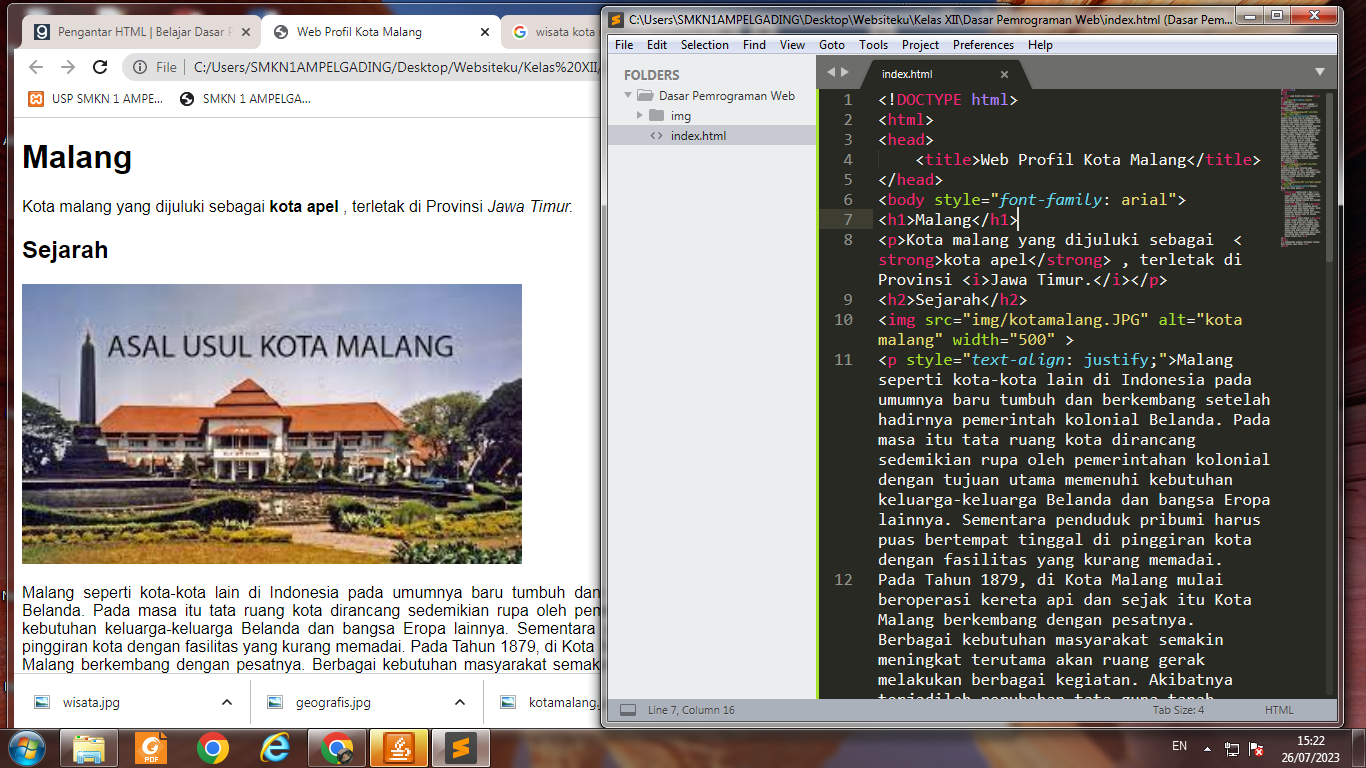 Pengantar HTML | Belajar Dasar P
Web Profil Kota Malang
wisata kota
File
C:/Users/SMKN1AMPELGADING/Desktop/Websiteku/Kelas%20XII/
USP SMKN 1 AMPE...
SMKN 1 AMPELGA...
Malang
Kota malang yang dijuluki sebagai kota apel , terletak di Provinsi Jawa Timur.
Sejarah
ASAL USUL KOTA MALANG
Malang seperti kota-kota lain di Indonesia pada umumnya baru tumbuh dan
Belanda. Pada masa itu tata ruang kota dirancang sedemikian rupa oleh pem
kebutuhan keluarga-keluarga Belanda dan bangsa Eropa lainnya. Sementara
pinggiran kota dengan fasilitas yang kurang memadai. Pada Tahun 1879, di Kota
Malang berkembang dengan pesatnya. Berbagai kebutuhan masyarakat semak
wisata.jpg
geografis.jpg
kotamalang.
C:\Users\SMKN1AMPELGADING\Desktop\Websiteku\Kelas XII\Dasar Pemrograman Web\index.html (Dasar Pem...
File Edit Selection Find View Goto Tools Project Preferences Help
FOLDERS
Dasar Pemrograman Web
img
index.html
index.html
1 <!DOCTYPE html>
2 <html>
3 <head>
4 <title>Web Profil Kota Malang</title>
5 </head>
6 <body style="font-family: arial">
7 <h1>Malang</h1>
8 <p>Kota malang yang dijuluki sebagai  <
strong>kota apel</strong> , terletak di
Provinsi <i>Jawa Timur.</i></p>
9 <h2>Sejarah</h2>
10 <img src="img/kotamalang.JPG" alt="kota
malang" width="500" >
11 <p style="text-align: justify;">Malang
seperti kota-kota lain di Indonesia pada
umumnya baru tumbuh dan berkembang setelah
hadirnya pemerintah kolonial Belanda. Pada
masa itu tata ruang kota dirancang
sedemikian rupa oleh pemerintahan kolonial
dengan tujuan utama memenuhi kebutuhan
keluarga-keluarga Belanda dan bangsa Eropa
lainnya. Sementara penduduk pribumi harus
puas bertempat tinggal di pinggiran kota
dengan fasilitas yang kurang memadai.
12 Pada Tahun 1879, di Kota Malang mulai
beroperasi kereta api dan sejak itu Kota
Malang berkembang dengan pesatnya.
Berbagai kebutuhan masyarakat semakin
meningkat terutama akan ruang gerak
melakukan berbagai kegiatan. Akibatnya
terjadilah perubahan tata guna tanah,
Line 7, Column 16
Tab Size: 4
HTML
PDF
EN
15:22
26/07/2023